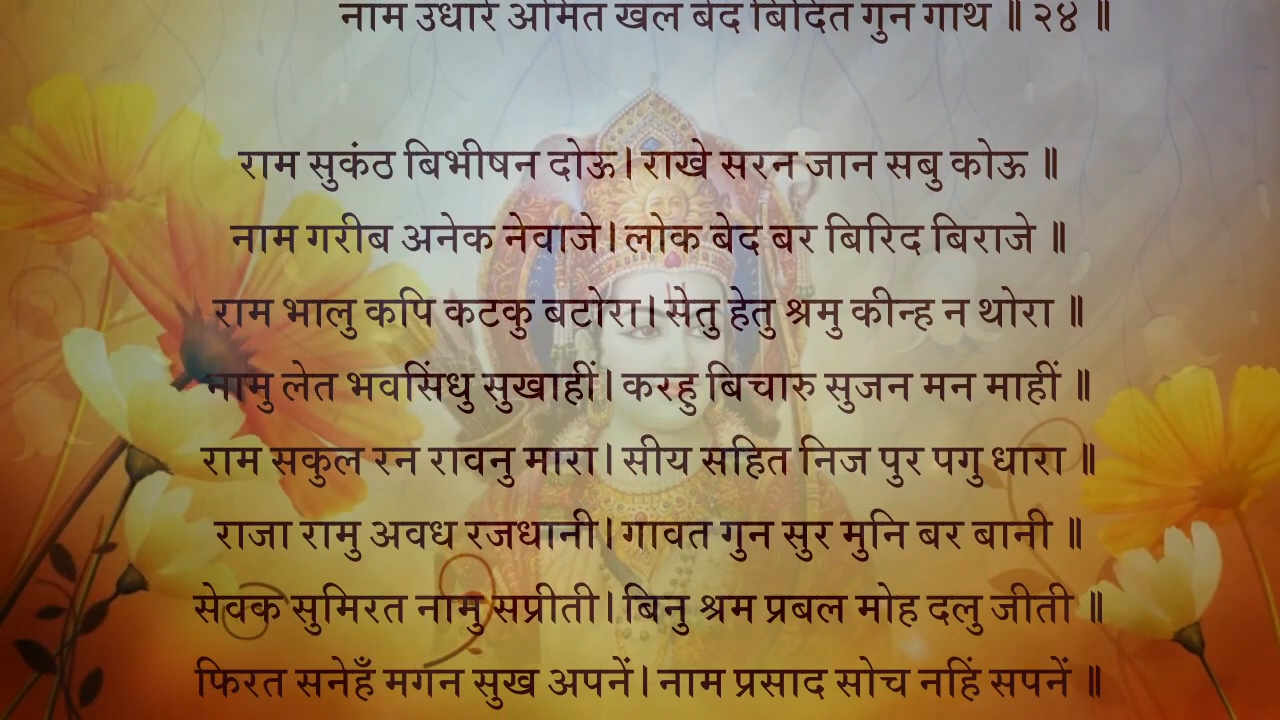 नाम उधारे अमित खल बेद बिदित गुन गाथ ॥ २४ ॥
राम सुकंठ बिभीषन दोऊ। राखे सरन जान सबु कोऊ ॥
नाम गरीब अनेक नेवाजे। लोक बेद बर बिरिद बिराजे ॥
राम भालु कपि कटकु बटोरा। सेतु हेतु श्रमु कीन्ह न थोरा ॥
नामु लेत भवसिंधु सुखाहीं। करहु बिचारु सुजन मन माहीं ॥
राम सकुल रन रावनु मारा। सीय सहित निज पुर पगु धारा ॥
राजा रामु अवध रजधानी। गावत गुन सुर मुनि बर बानी ॥
सेवक सुमिरत नामु सप्रीती। बिनु श्रम प्रबल मोह दलु जीती ॥
फिरत सनेहँ मगन सुख अपनें। नाम प्रसाद सोच नहिं सपनें ॥